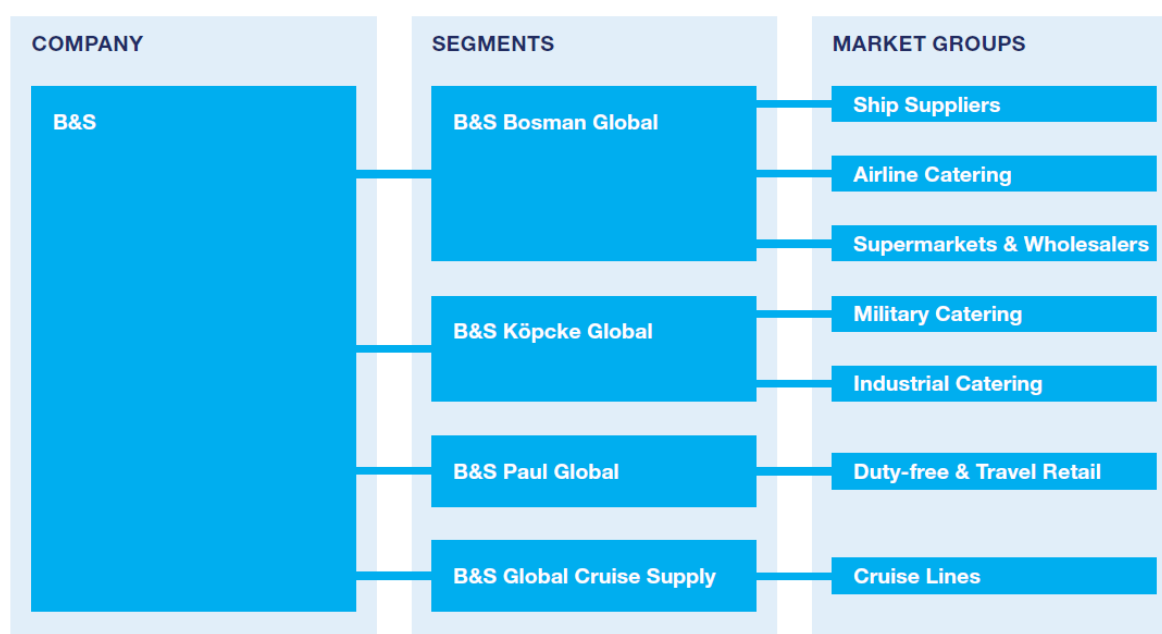 COMPANY
B&S
SEGMENTS
B&S Bosman Global
B&S Köpcke Global
B&S Paul Global
B&S Global Cruise Supply
MARKET GROUPS
Ship Suppliers
Airline Catering
Supermarkets & Wholesalers
Military Catering
Industrial Catering
Duty-free & Travel Retail
Cruise Lines